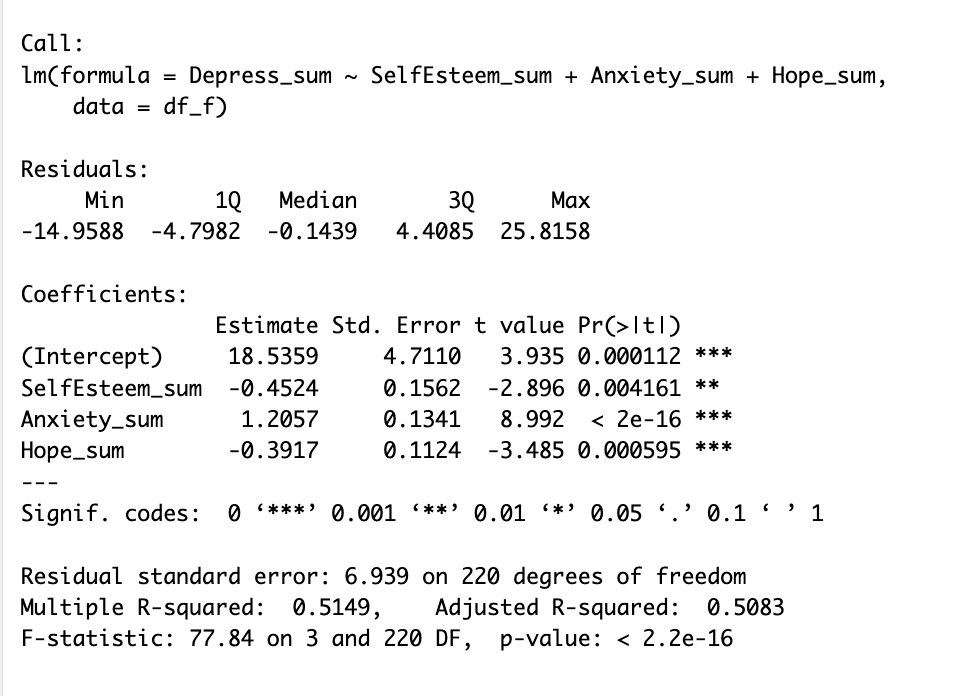 Call:
lm(formula = Depress_sum ~ SelfEsteem_sum + Anxiety_sum + Hope_sum,
    data = df_f)

Residuals:
     Min       1Q   Median       3Q      Max
-14.9588  -4.7982  -0.1439   4.4085  25.8158

Coefficients:
               Estimate Std. Error t value Pr(>|t|)
(Intercept)     18.5359     4.7110   3.935 0.000112 ***
SelfEsteem_sum  -0.4524     0.1562  -2.896 0.004161 **
Anxiety_sum      1.2057     0.1341   8.992  < 2e-16 ***
Hope_sum        -0.3917     0.1124  -3.485 0.000595 ***
---
Signif. codes:  0 ‘***’ 0.001 ‘**’ 0.01 ‘*’ 0.05 ‘.’ 0.1 ‘ ’ 1

Residual standard error: 6.939 on 220 degrees of freedom
Multiple R-squared:  0.5149,    Adjusted R-squared:  0.5083
F-statistic: 77.84 on 3 and 220 DF,  p-value: < 2.2e-16